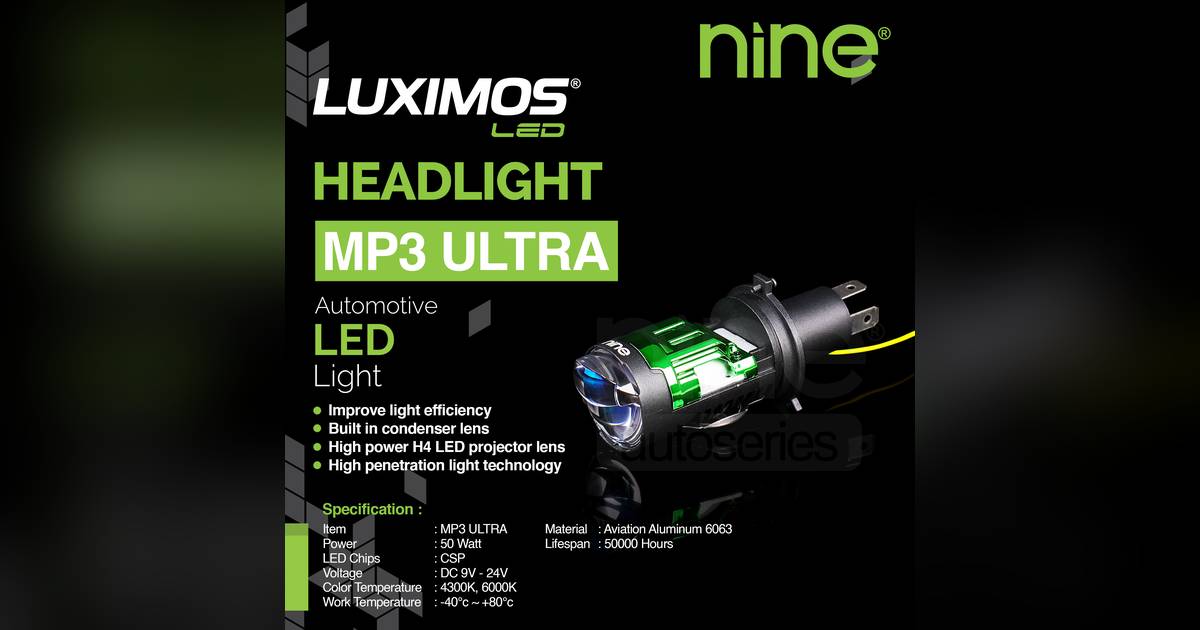 nine®
LUXIMOS®
LED
HEADLIGHT
MP3 ULTRA
Automotive
LED
Light
nine
autoseries
● Improve light efficiency
● Built in condenser lens
● High power H4 LED projector lens
● High penetration light technology
Specification :
Item : MP3 ULTRA
Power : 50 Watt
LED Chips : CSP
Voltage : DC 9V - 24V
Color Temperature : 4300K, 6000K
Work Temperature : -40°c ~ +80°c
Material : Aviation Aluminum 6063
Lifespan : 50000 Hours